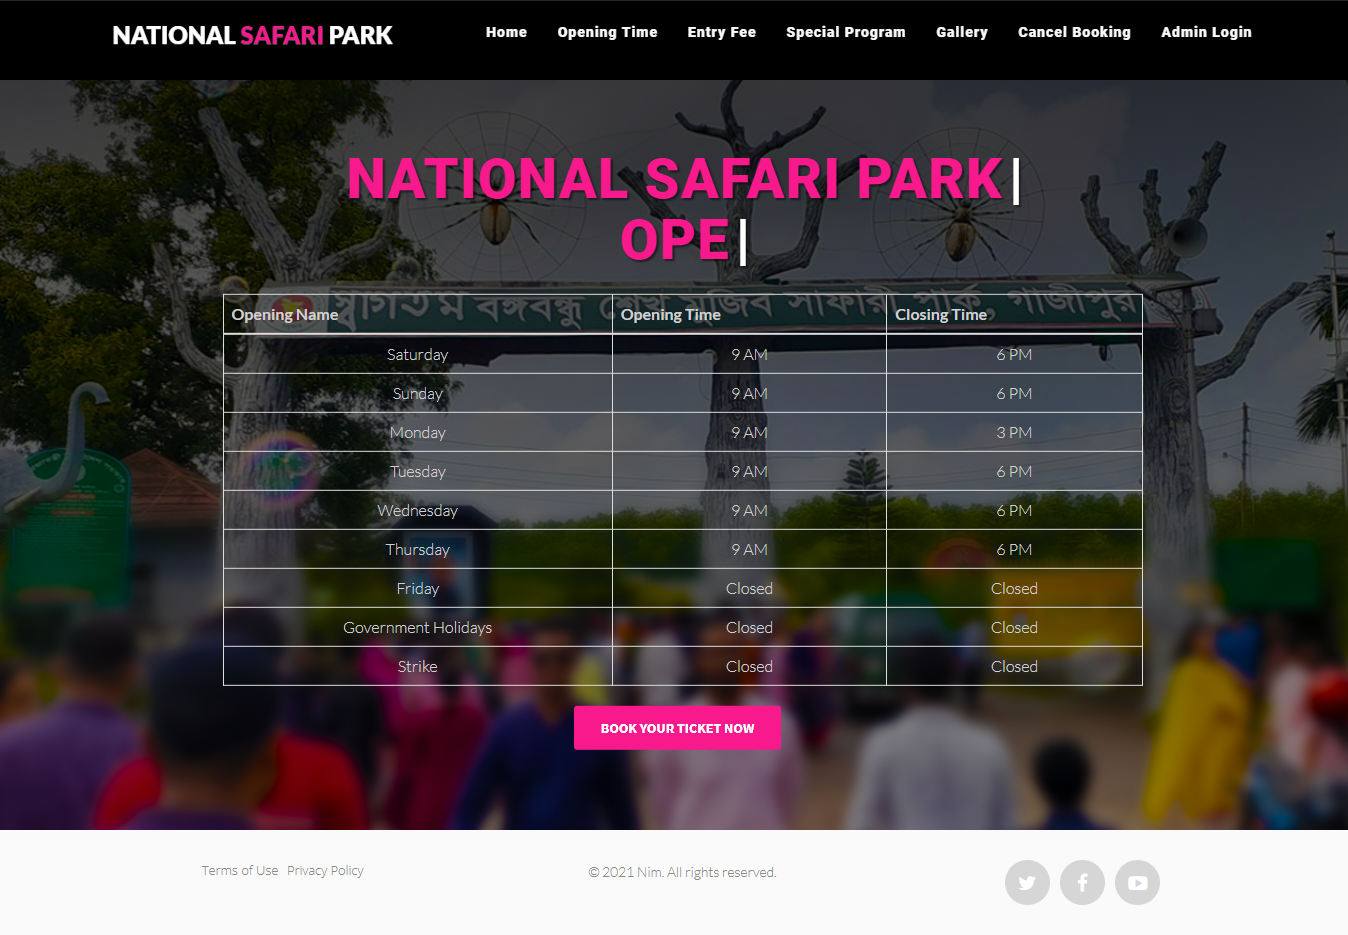 NATIONAL SAFARI PARK
Home Opening Time Entry Fee Special Program Gallery Cancel Booking Admin Login
NATIONAL SAFARI PARK|
OPE|
স্বাগতম বঙ্গবন্ধু শেখ মুজিব সাফারী পার্ক গাজীপুর
Opening Name Opening Time Closing Time
Saturday 9 AM 6 PM
Sunday 9 AM 6 PM
Monday 9 AM 3 PM
Tuesday 9 AM 6 PM
Wednesday 9 AM 6 PM
Thursday 9 AM 6 PM
Friday Closed Closed
Government Holidays Closed Closed
Strike Closed Closed
BOOK YOUR TICKET NOW
Terms of Use Privacy Policy © 2021 Nim. All rights reserved.